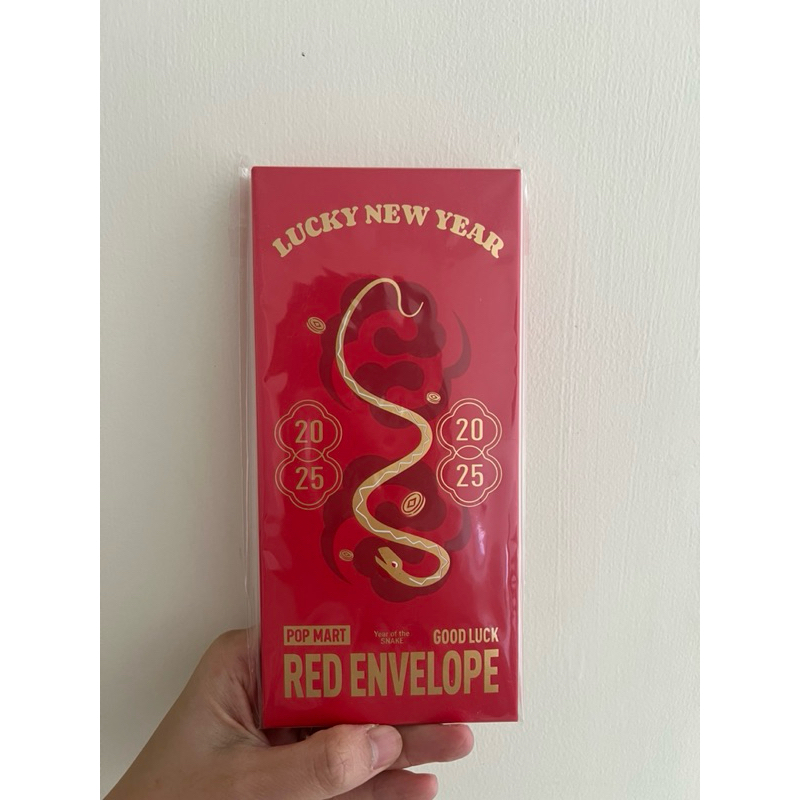 LUCKY NEW YEAR
20
25
20
25
POP MART
Year of the
SNAKE
GOOD LUCK
RED ENVELOPE